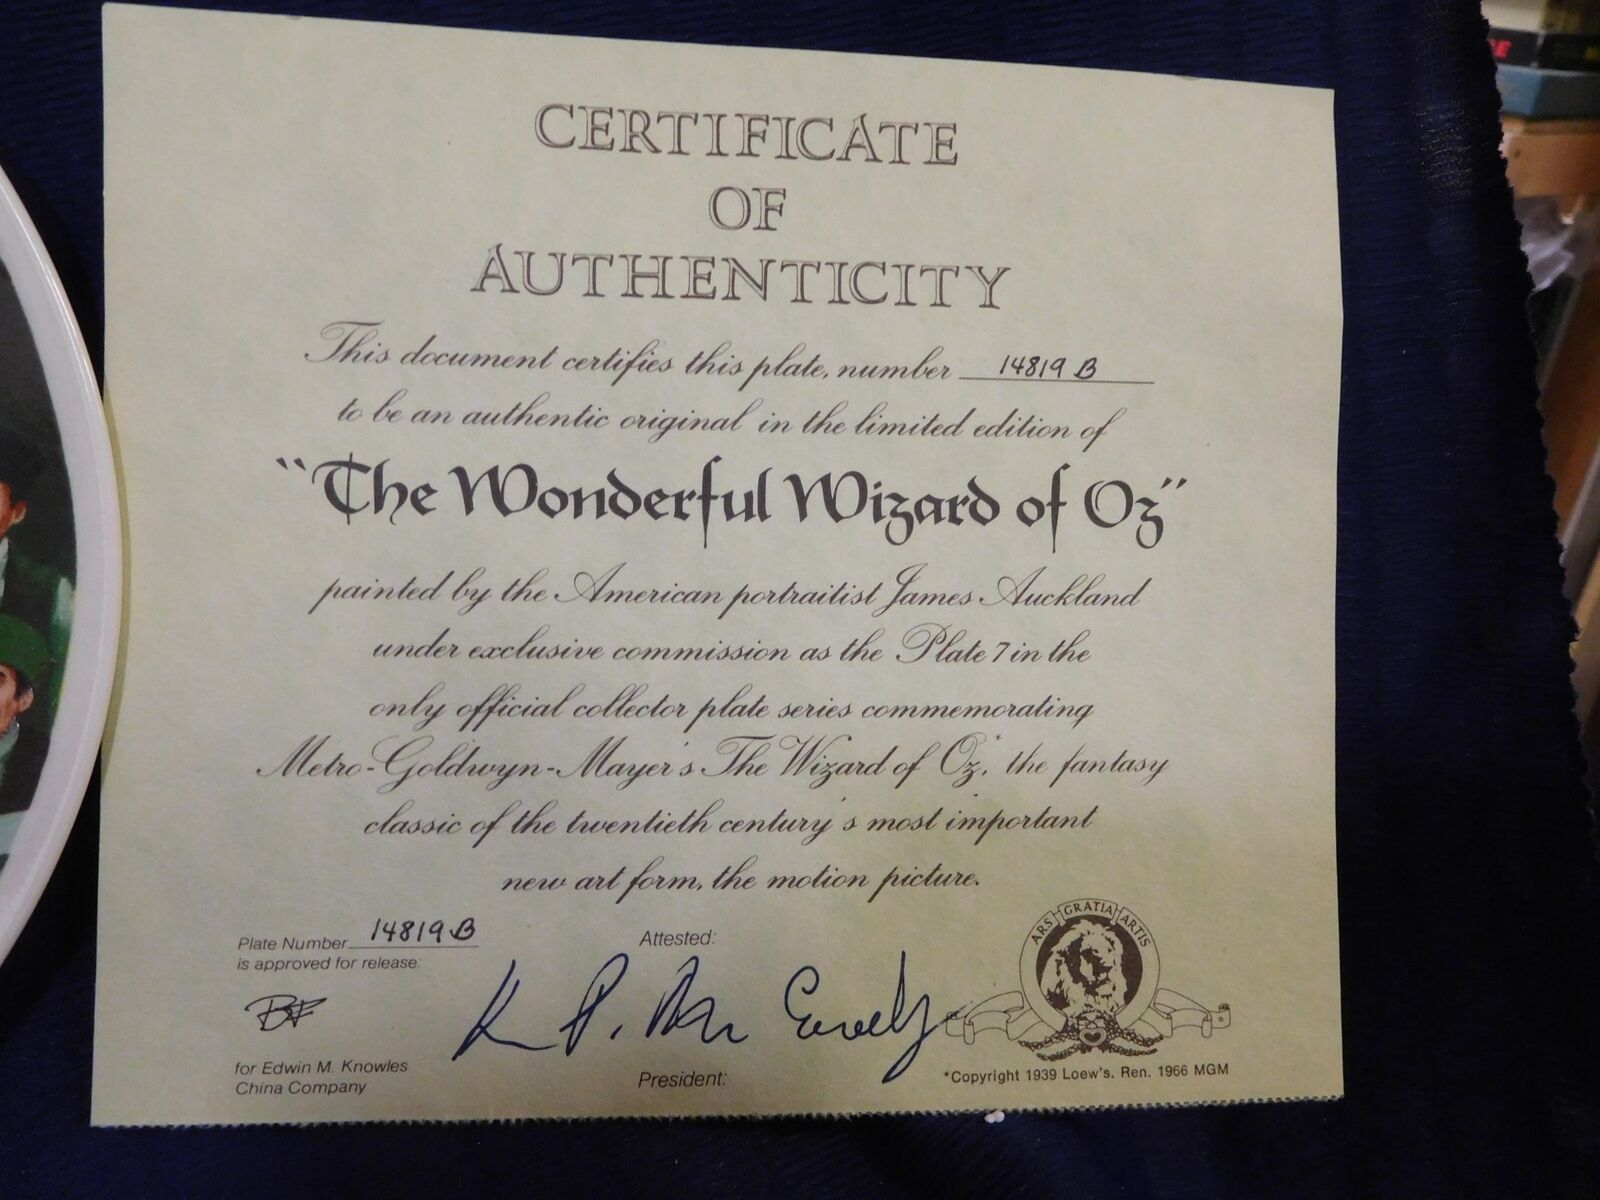 CERTIFICATE
OF
AUTHENTICITY
This document certifies this plate, number 14819 B
to be an authentic original in the limited edition of
"The Wonderful Wizard of Oz"
painted by the American portraitist James Auckland
under exclusive commission as the Plate 7 in the
only official collector plate series commemorating
Metro-Goldwyn-Mayer's The Wizard of Oz*, the fantasy
classic of the twentieth century's most important
new art form, the motion picture.
Plate Number 14819 B
is approved for release:
BF
for Edwin M. Knowles
China Company
Attested:
President:
ARS GRATIA ARTIS
*Copyright 1939 Loew's. Ren. 1966 MGM